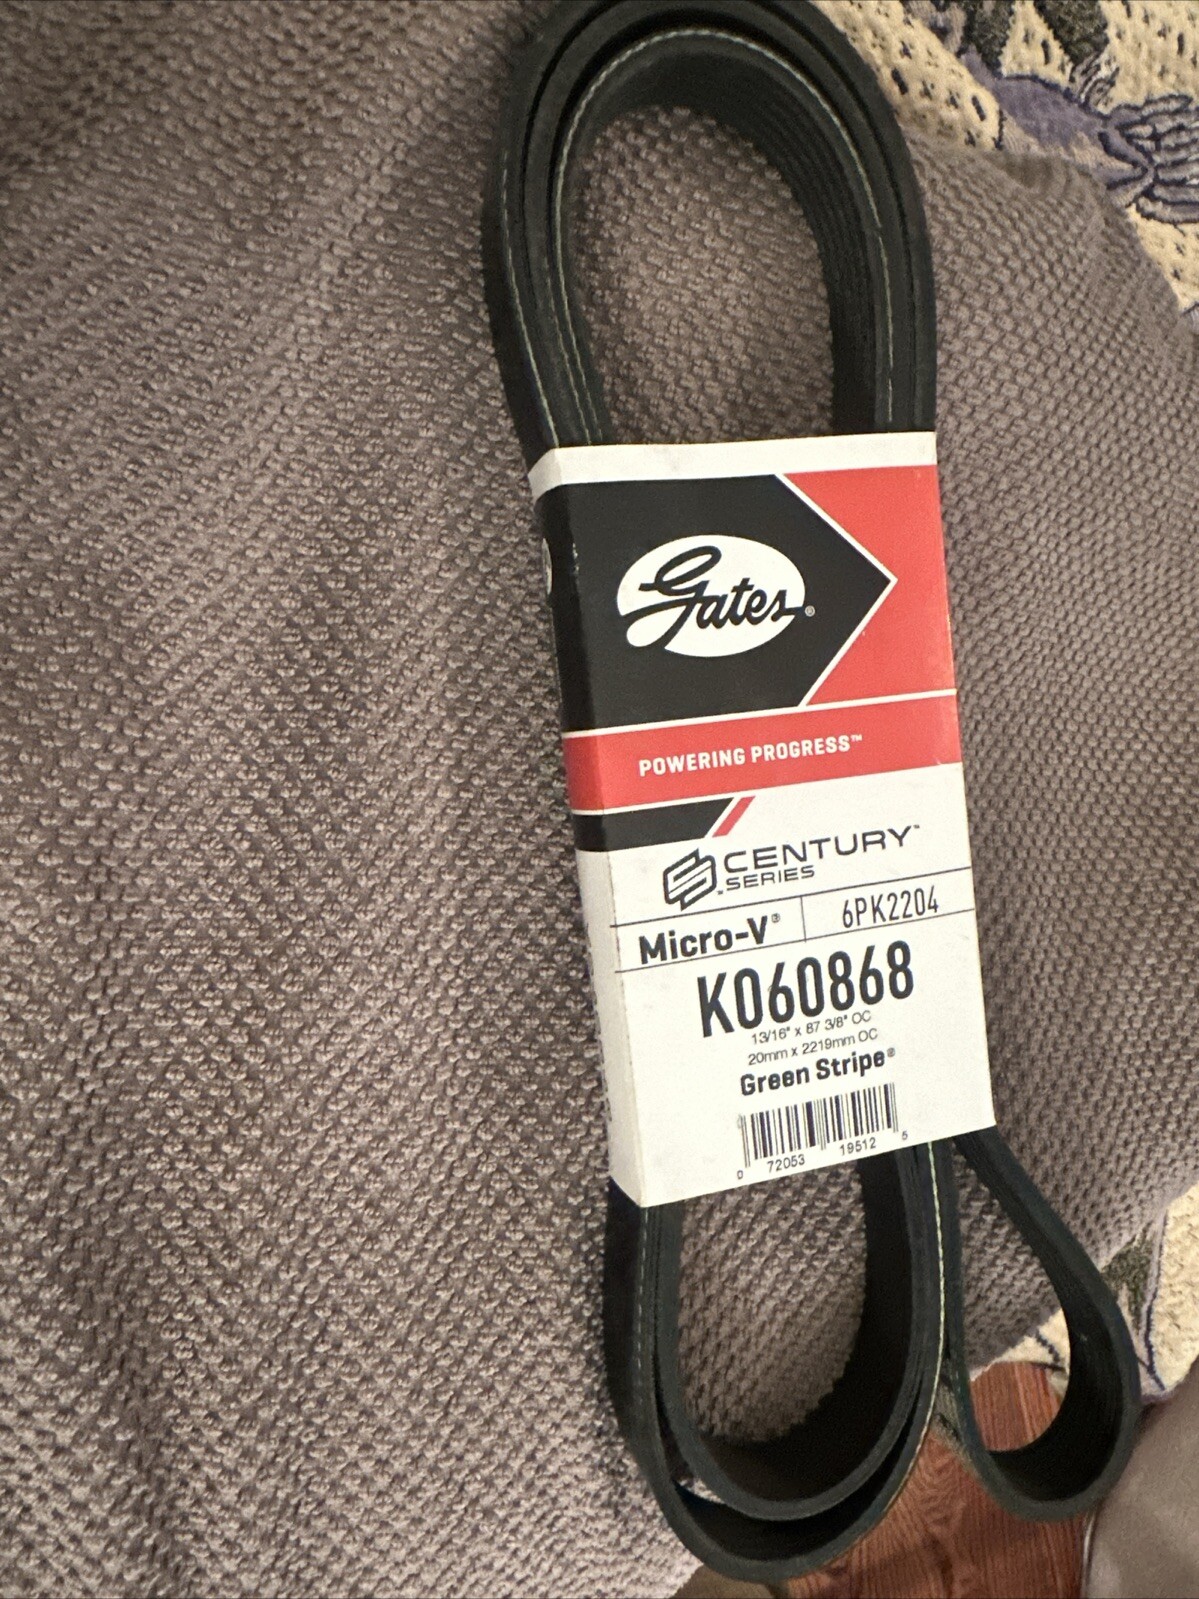 Gates®
POWERING PROGRESS™
CENTURY™
SERIES
Micro-V® 6PK2204
K060868
13/16" x 87 3/8" OC
20mm x 2219mm OC
Green Stripe®
0 72053 19512 5